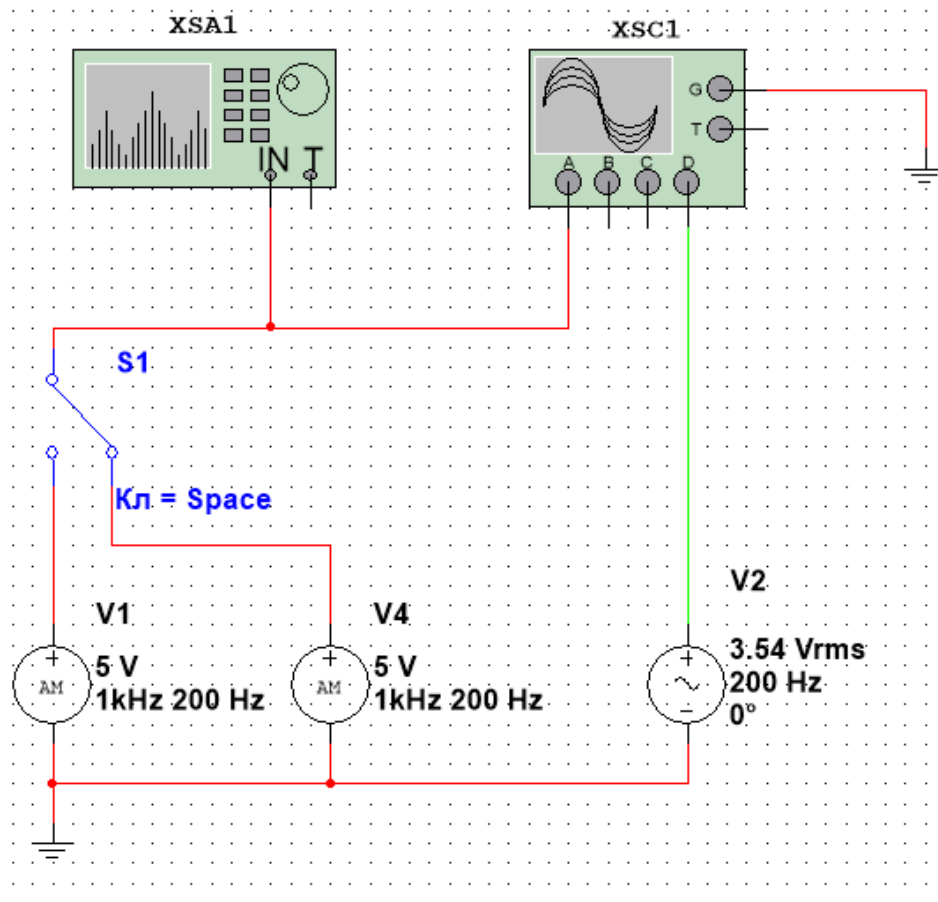 XSA1
XSC1
G
T
IN T
A B C D
S1
Кл = Space
V1
V4
V2
5 V
1kHz 200 Hz
5 V
1kHz 200 Hz
3.54 Vrms
200 Hz
0°
AM
AM